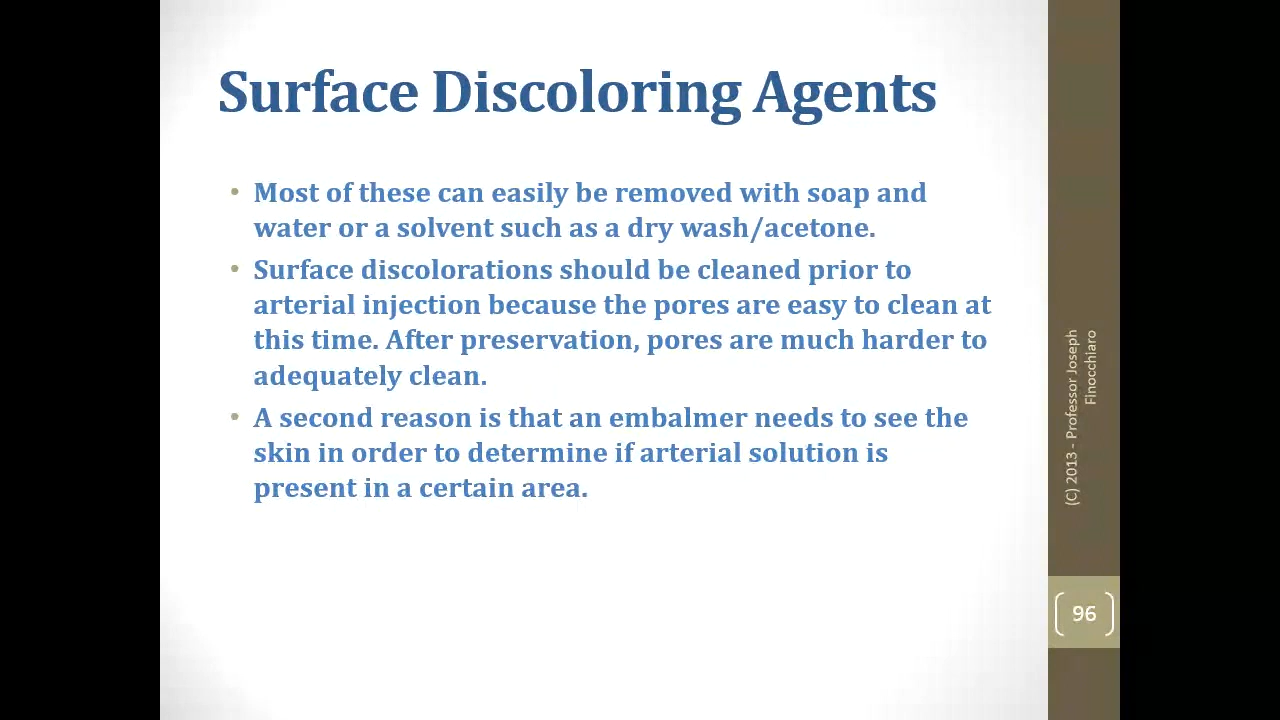 Surface Discoloring Agents
• Most of these can easily be removed with soap and
water or a solvent such as a dry wash/acetone.
• Surface discolorations should be cleaned prior to
arterial injection because the pores are easy to clean at
this time. After preservation, pores are much harder to
adequately clean.
• A second reason is that an embalmer needs to see the
skin in order to determine if arterial solution is
present in a certain area.
(C) 2013 - Professor Joseph
Finocchiaro
96